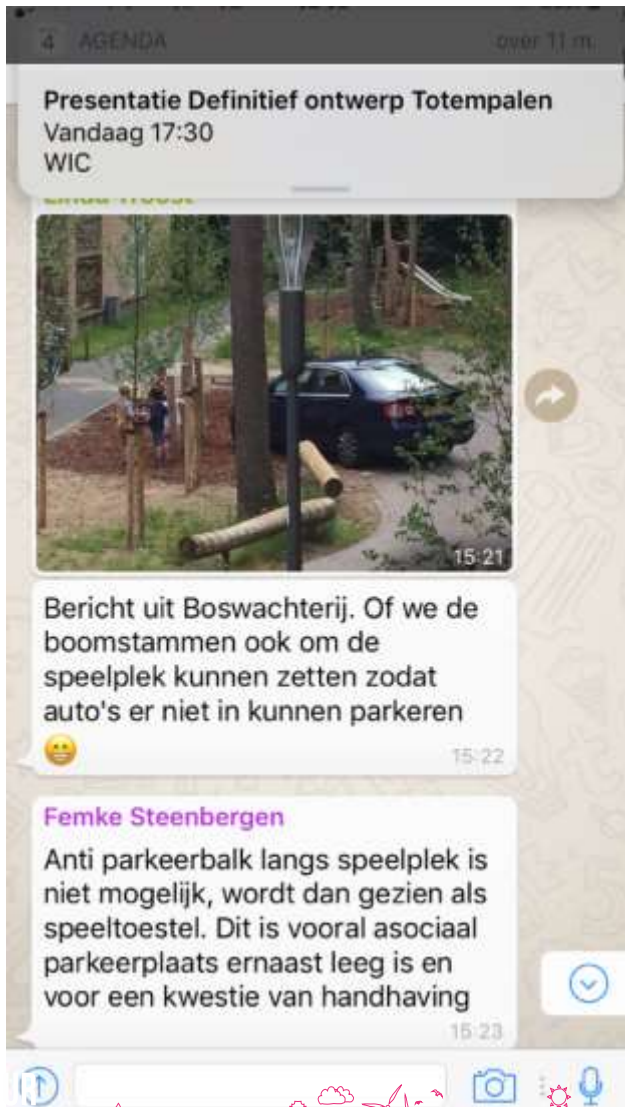 4 AGENDA over 11 m.
Presentatie Definitief ontwerp Totempalen
Vandaag 17:30
WIC
15:21
Bericht uit Boswachterij. Of we de
boomstammen ook om de
speelplek kunnen zetten zodat
auto's er niet in kunnen parkeren
😀
15:22
Femke Steenbergen
Anti parkeerbalk langs speelplek is
niet mogelijk, wordt dan gezien als
speeltoestel. Dit is vooral asociaal
parkeerplaats ernaast leeg is en
voor een kwestie van handhaving
15:23